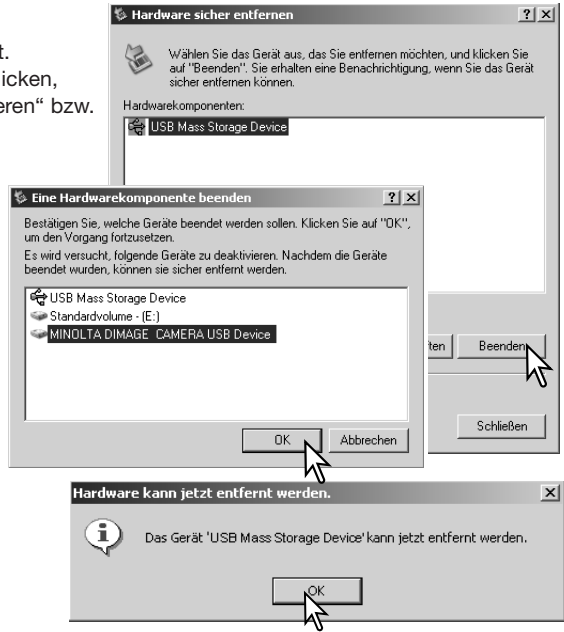 t.
icken,
eren“ bzw.
Hardware sicher entfernen
Wählen Sie das Gerät aus, das Sie entfernen möchten, und klicken Sie
auf "Beenden". Sie erhalten eine Benachrichtigung, wenn Sie das Gerät
sicher entfernen können.
Hardwarekomponenten:
USB Mass Storage Device
ten
Beenden
Schließen
Eine Hardwarekomponente beenden
Bestätigen Sie, welche Geräte beendet werden sollen. Klicken Sie auf "OK",
um den Vorgang fortzusetzen.
Es wird versucht, folgende Geräte zu deaktivieren. Nachdem die Geräte
beendet wurden, können sie sicher entfernt werden.
USB Mass Storage Device
Standardvolume - (E:)
MINOLTA DIMAGE CAMERA USB Device
OK
Abbrechen
Hardware kann jetzt entfernt werden.
Das Gerät 'USB Mass Storage Device' kann jetzt entfernt werden.
OK